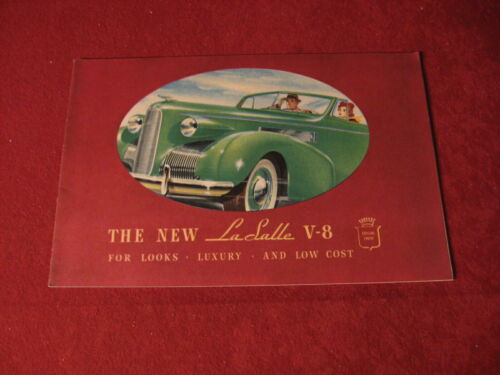 THE NEW LaSalle V-8
FOR LOOKS · LUXURY · AND LOW COST